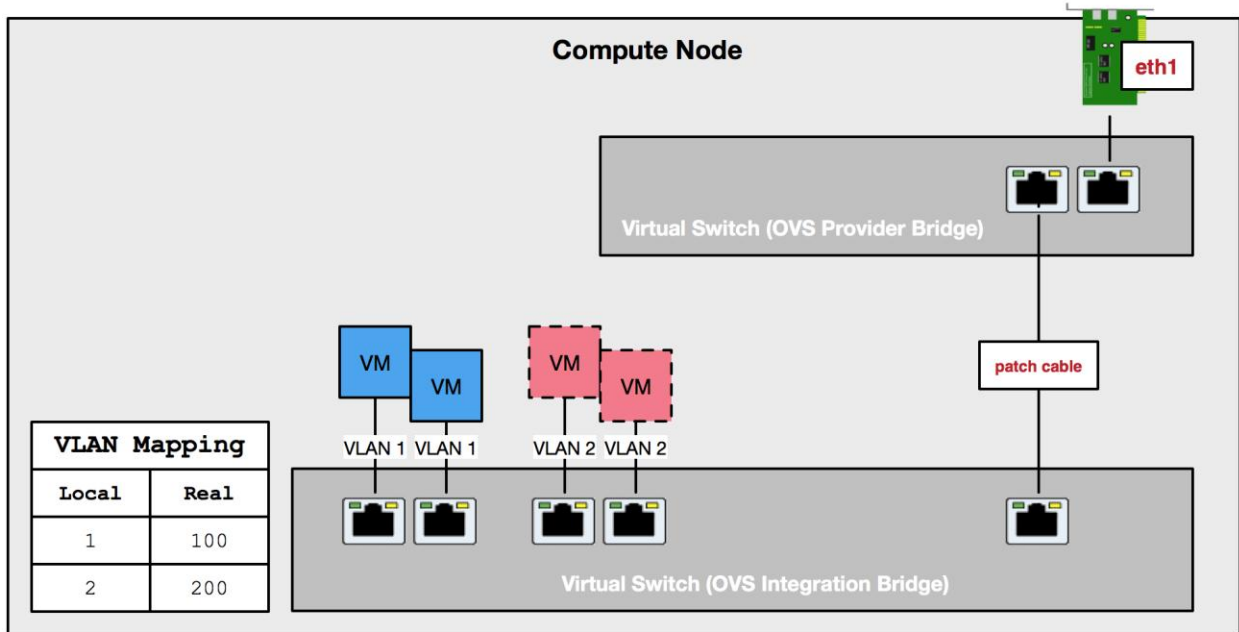 Compute Node
eth1
Virtual Switch (OVS Provider Bridge)
patch cable
VM
VM
VM
VM
VLAN 1
VLAN 1
VLAN 2
VLAN 2
VLAN Mapping
Local Real
1 100
2 200
Virtual Switch (OVS Integration Bridge)